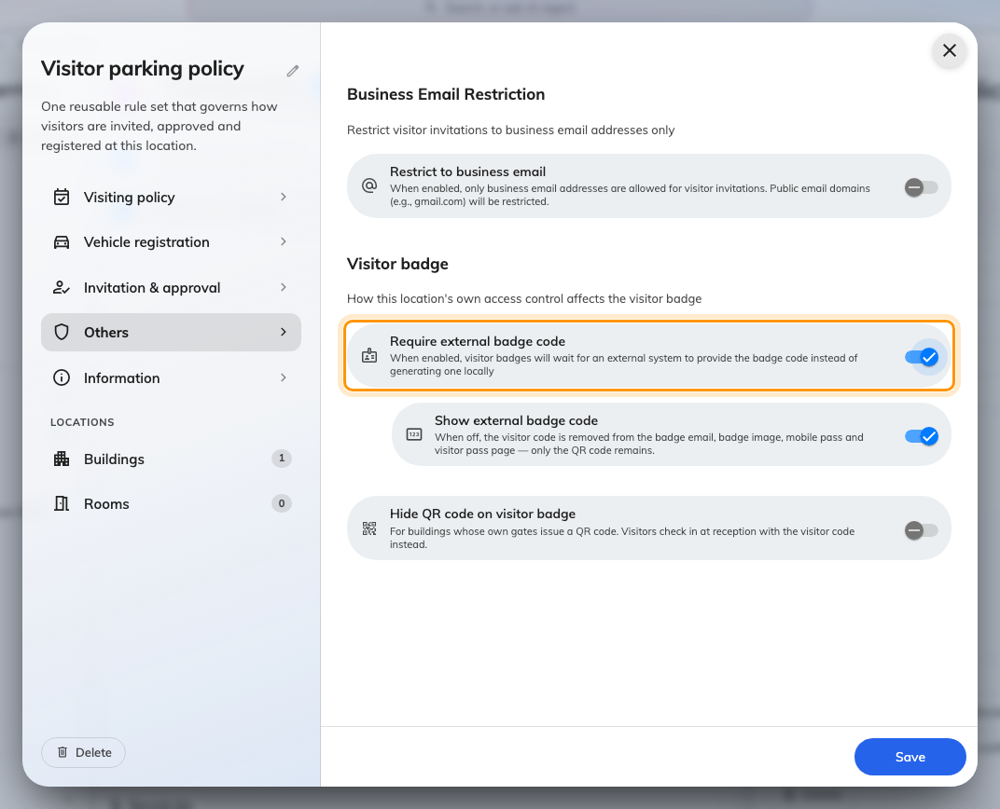 Visitor parking policy
One reusable rule set that governs how
visitors are invited, approved and
registered at this location.
Visiting policy
Vehicle registration
Invitation & approval
Others
Information
LOCATIONS
Buildings 1
Rooms 0
Delete
Business Email Restriction
Restrict visitor invitations to business email addresses only
Restrict to business email
When enabled, only business email addresses are allowed for visitor invitations. Public email domains
(e.g., gmail.com) will be restricted.
Visitor badge
How this location's own access control affects the visitor badge
Require external badge code
When enabled, visitor badges will wait for an external system to provide the badge code instead of
generating one locally
123
Show external badge code
When off, the visitor code is removed from the badge email, badge image, mobile pass and
visitor pass page — only the QR code remains.
Hide QR code on visitor badge
For buildings whose own gates issue a QR code. Visitors check in at reception with the visitor code
instead.
Save